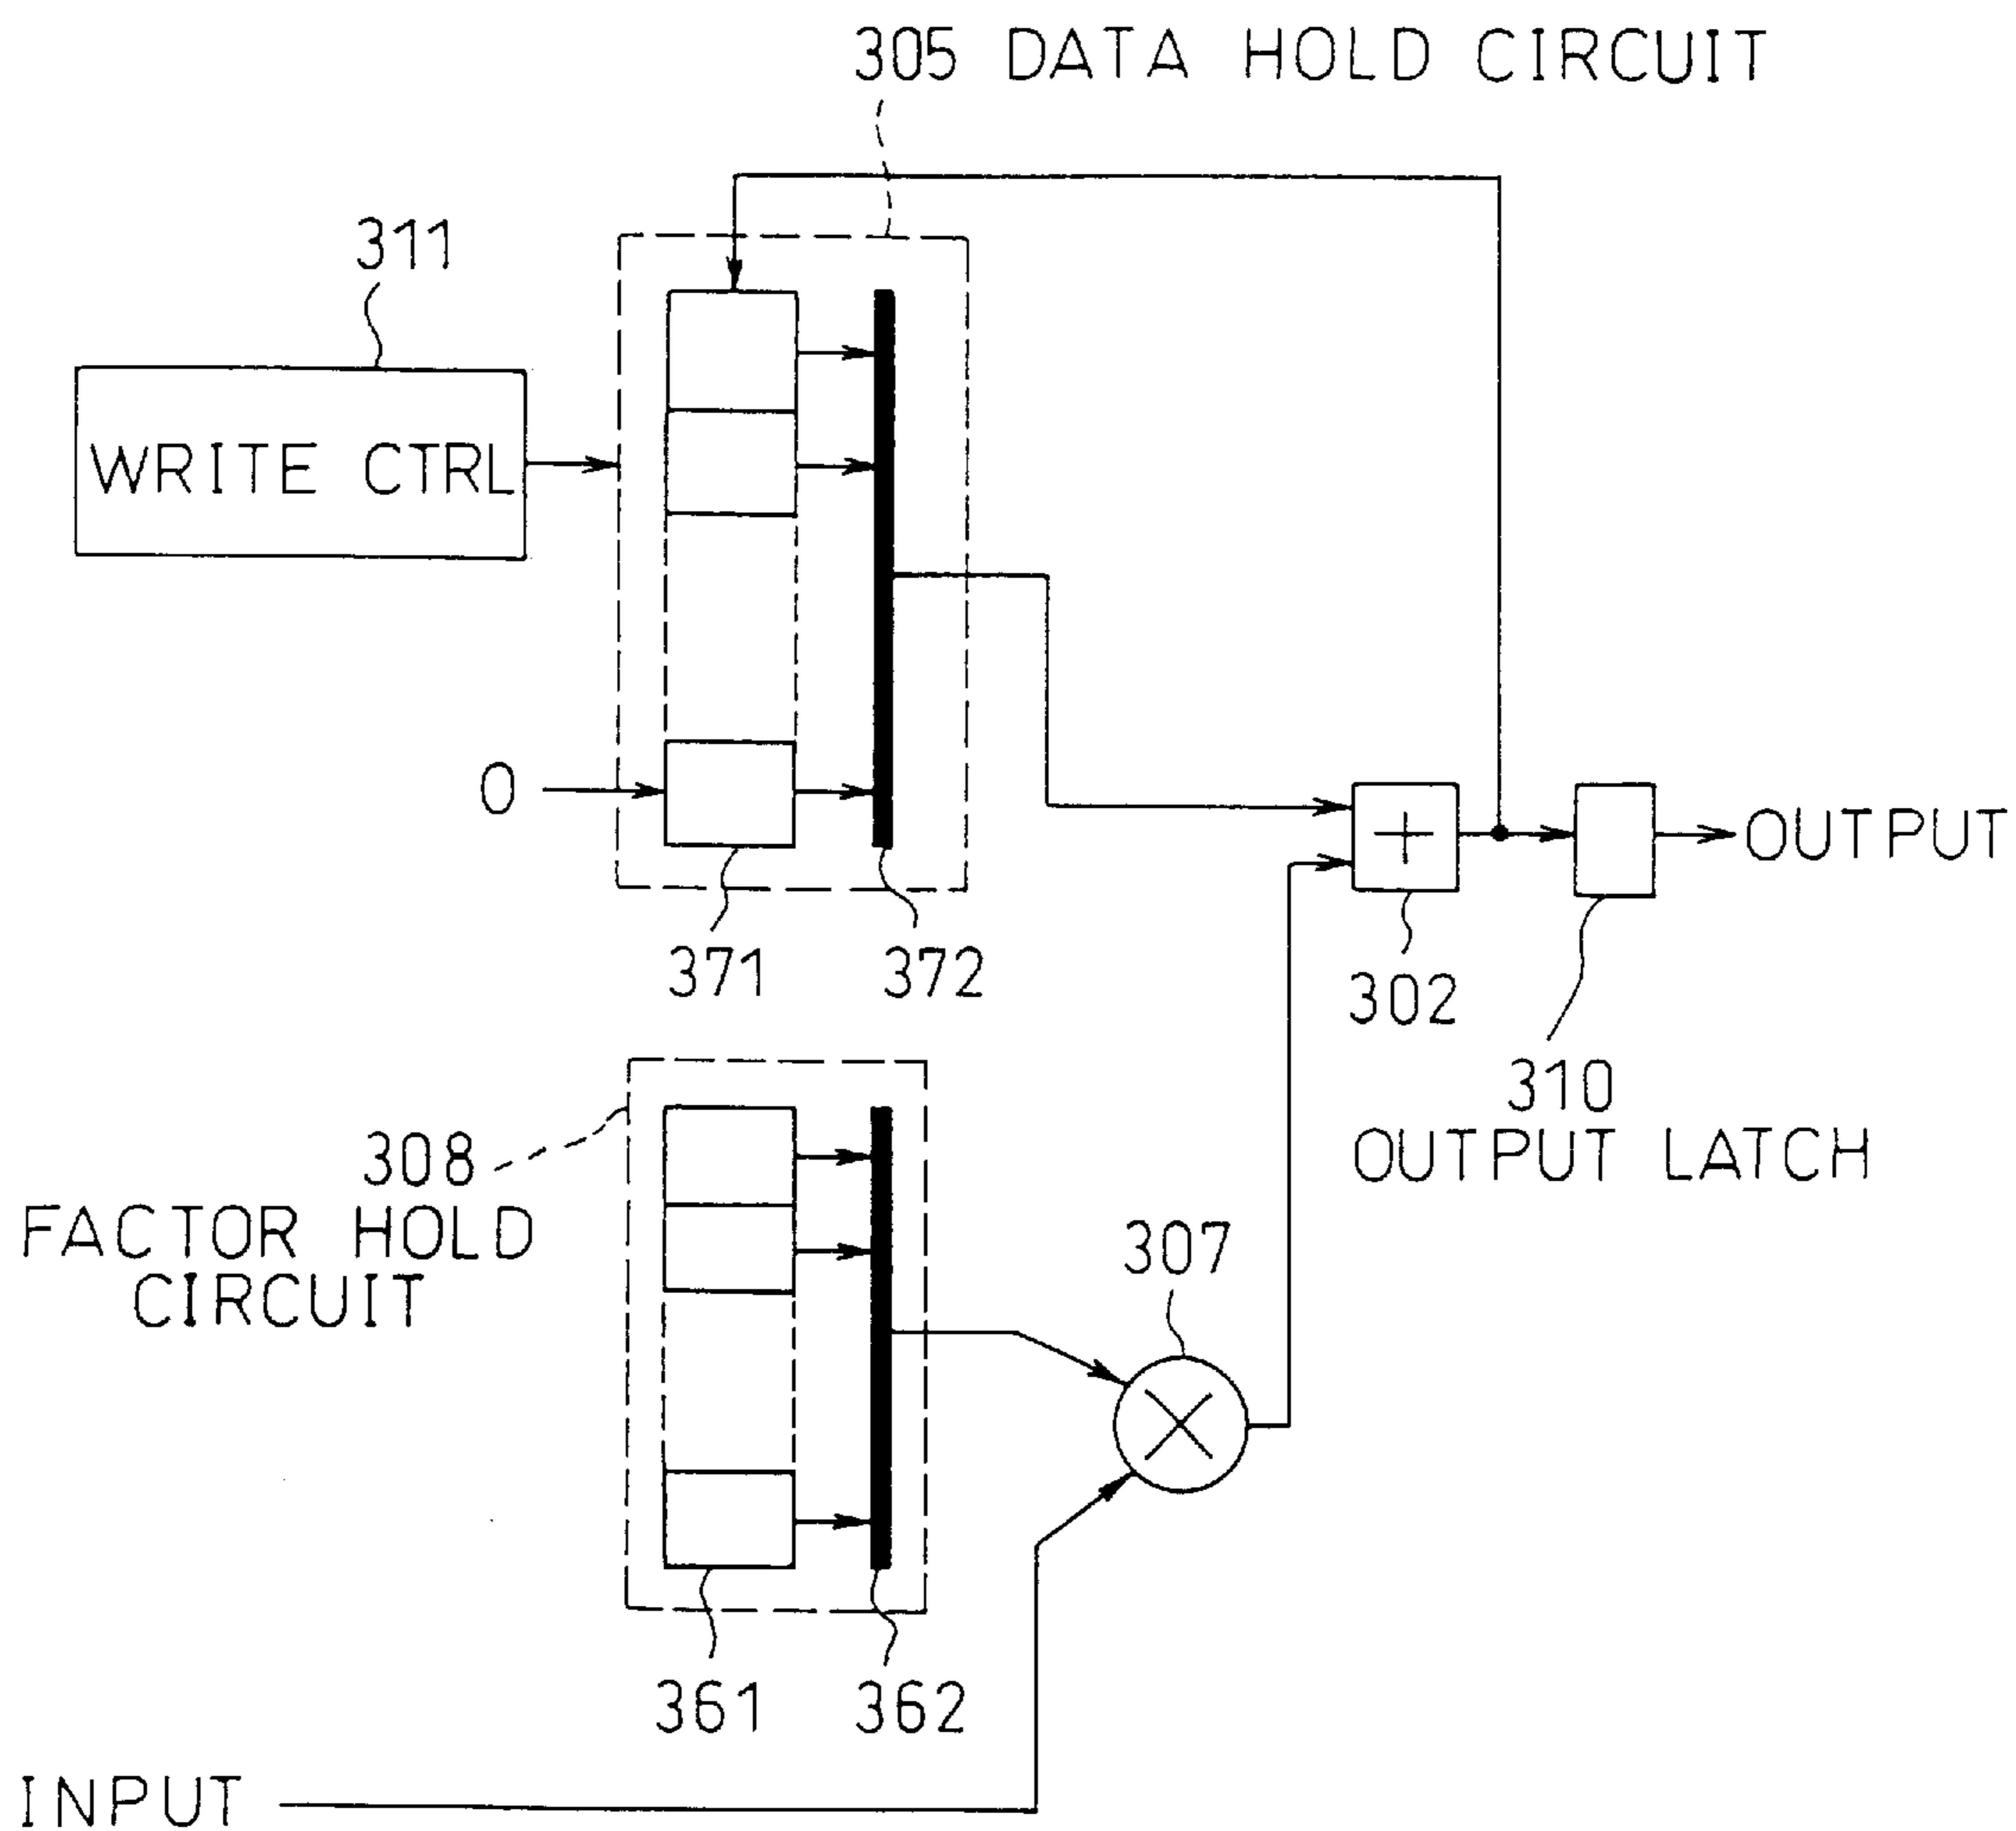 305 DATA HOLD CIRCUIT
311
WRITE CTRL
0
OUTPUT
371
372
302
310
OUTPUT LATCH
308
FACTOR HOLD
CIRCUIT
307
361
362
INPUT